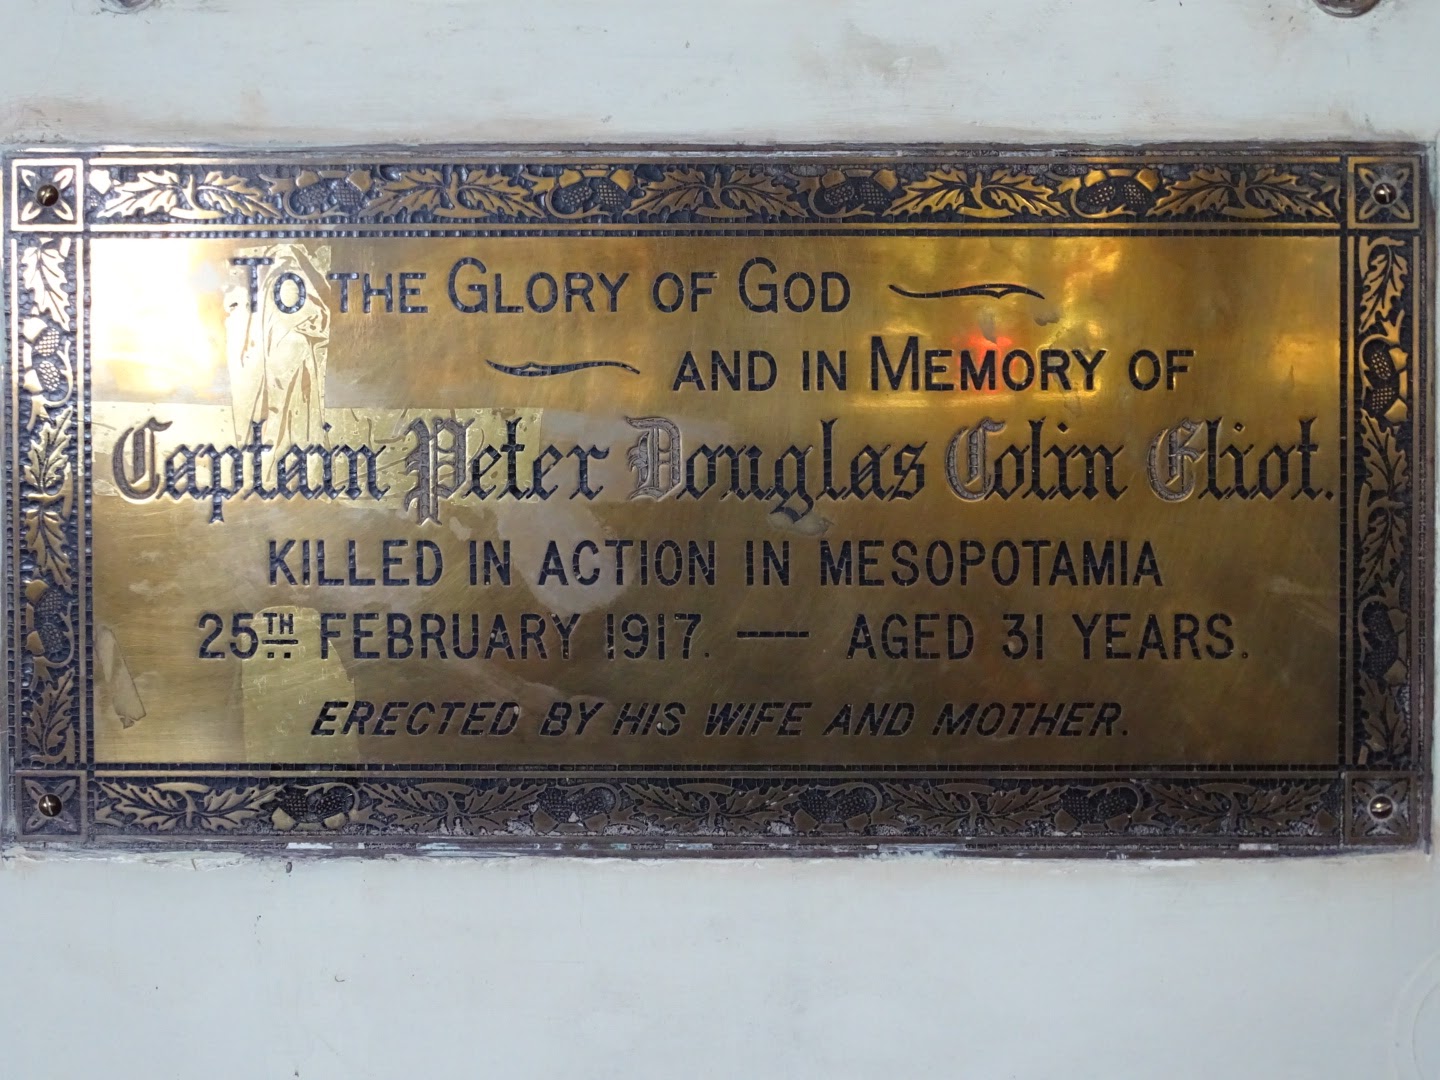 To the Glory of God
and in Memory of
Captain Peter Douglas Colin Eliot.
KILLED IN ACTION IN MESOPOTAMIA
25TH FEBRUARY 1917. — AGED 31 YEARS.
ERECTED BY HIS WIFE AND MOTHER.